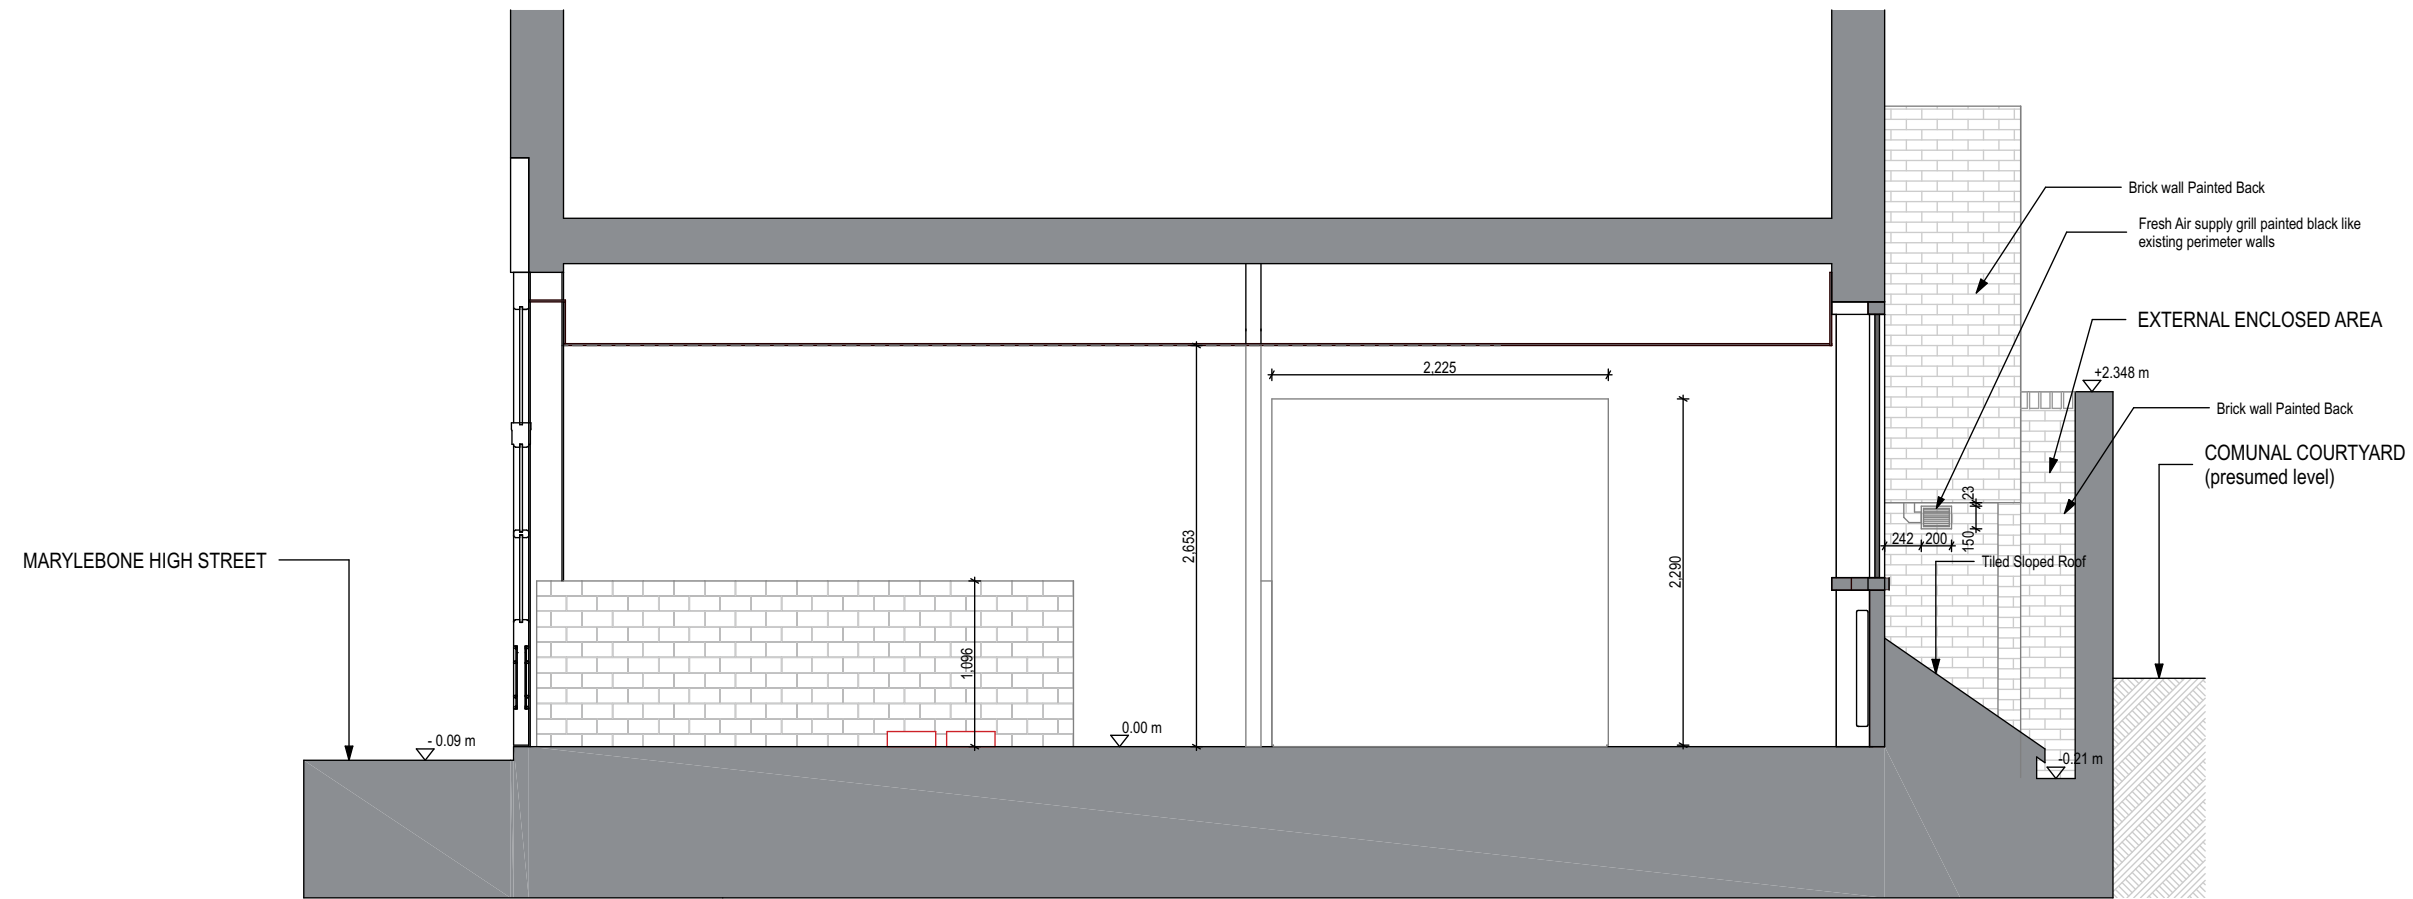 Brick wall Painted Back
Fresh Air supply grill painted black like
existing perimeter walls
EXTERNAL ENCLOSED AREA
2,225
+2.348 m
Brick wall Painted Back
COMUNAL COURTYARD
(presumed level)
23
242
200
150
2,653
2,290
MARYLEBONE HIGH STREET
Tiled Sloped Roof
1,096
- 0.09 m
0.00 m
-0.21 m